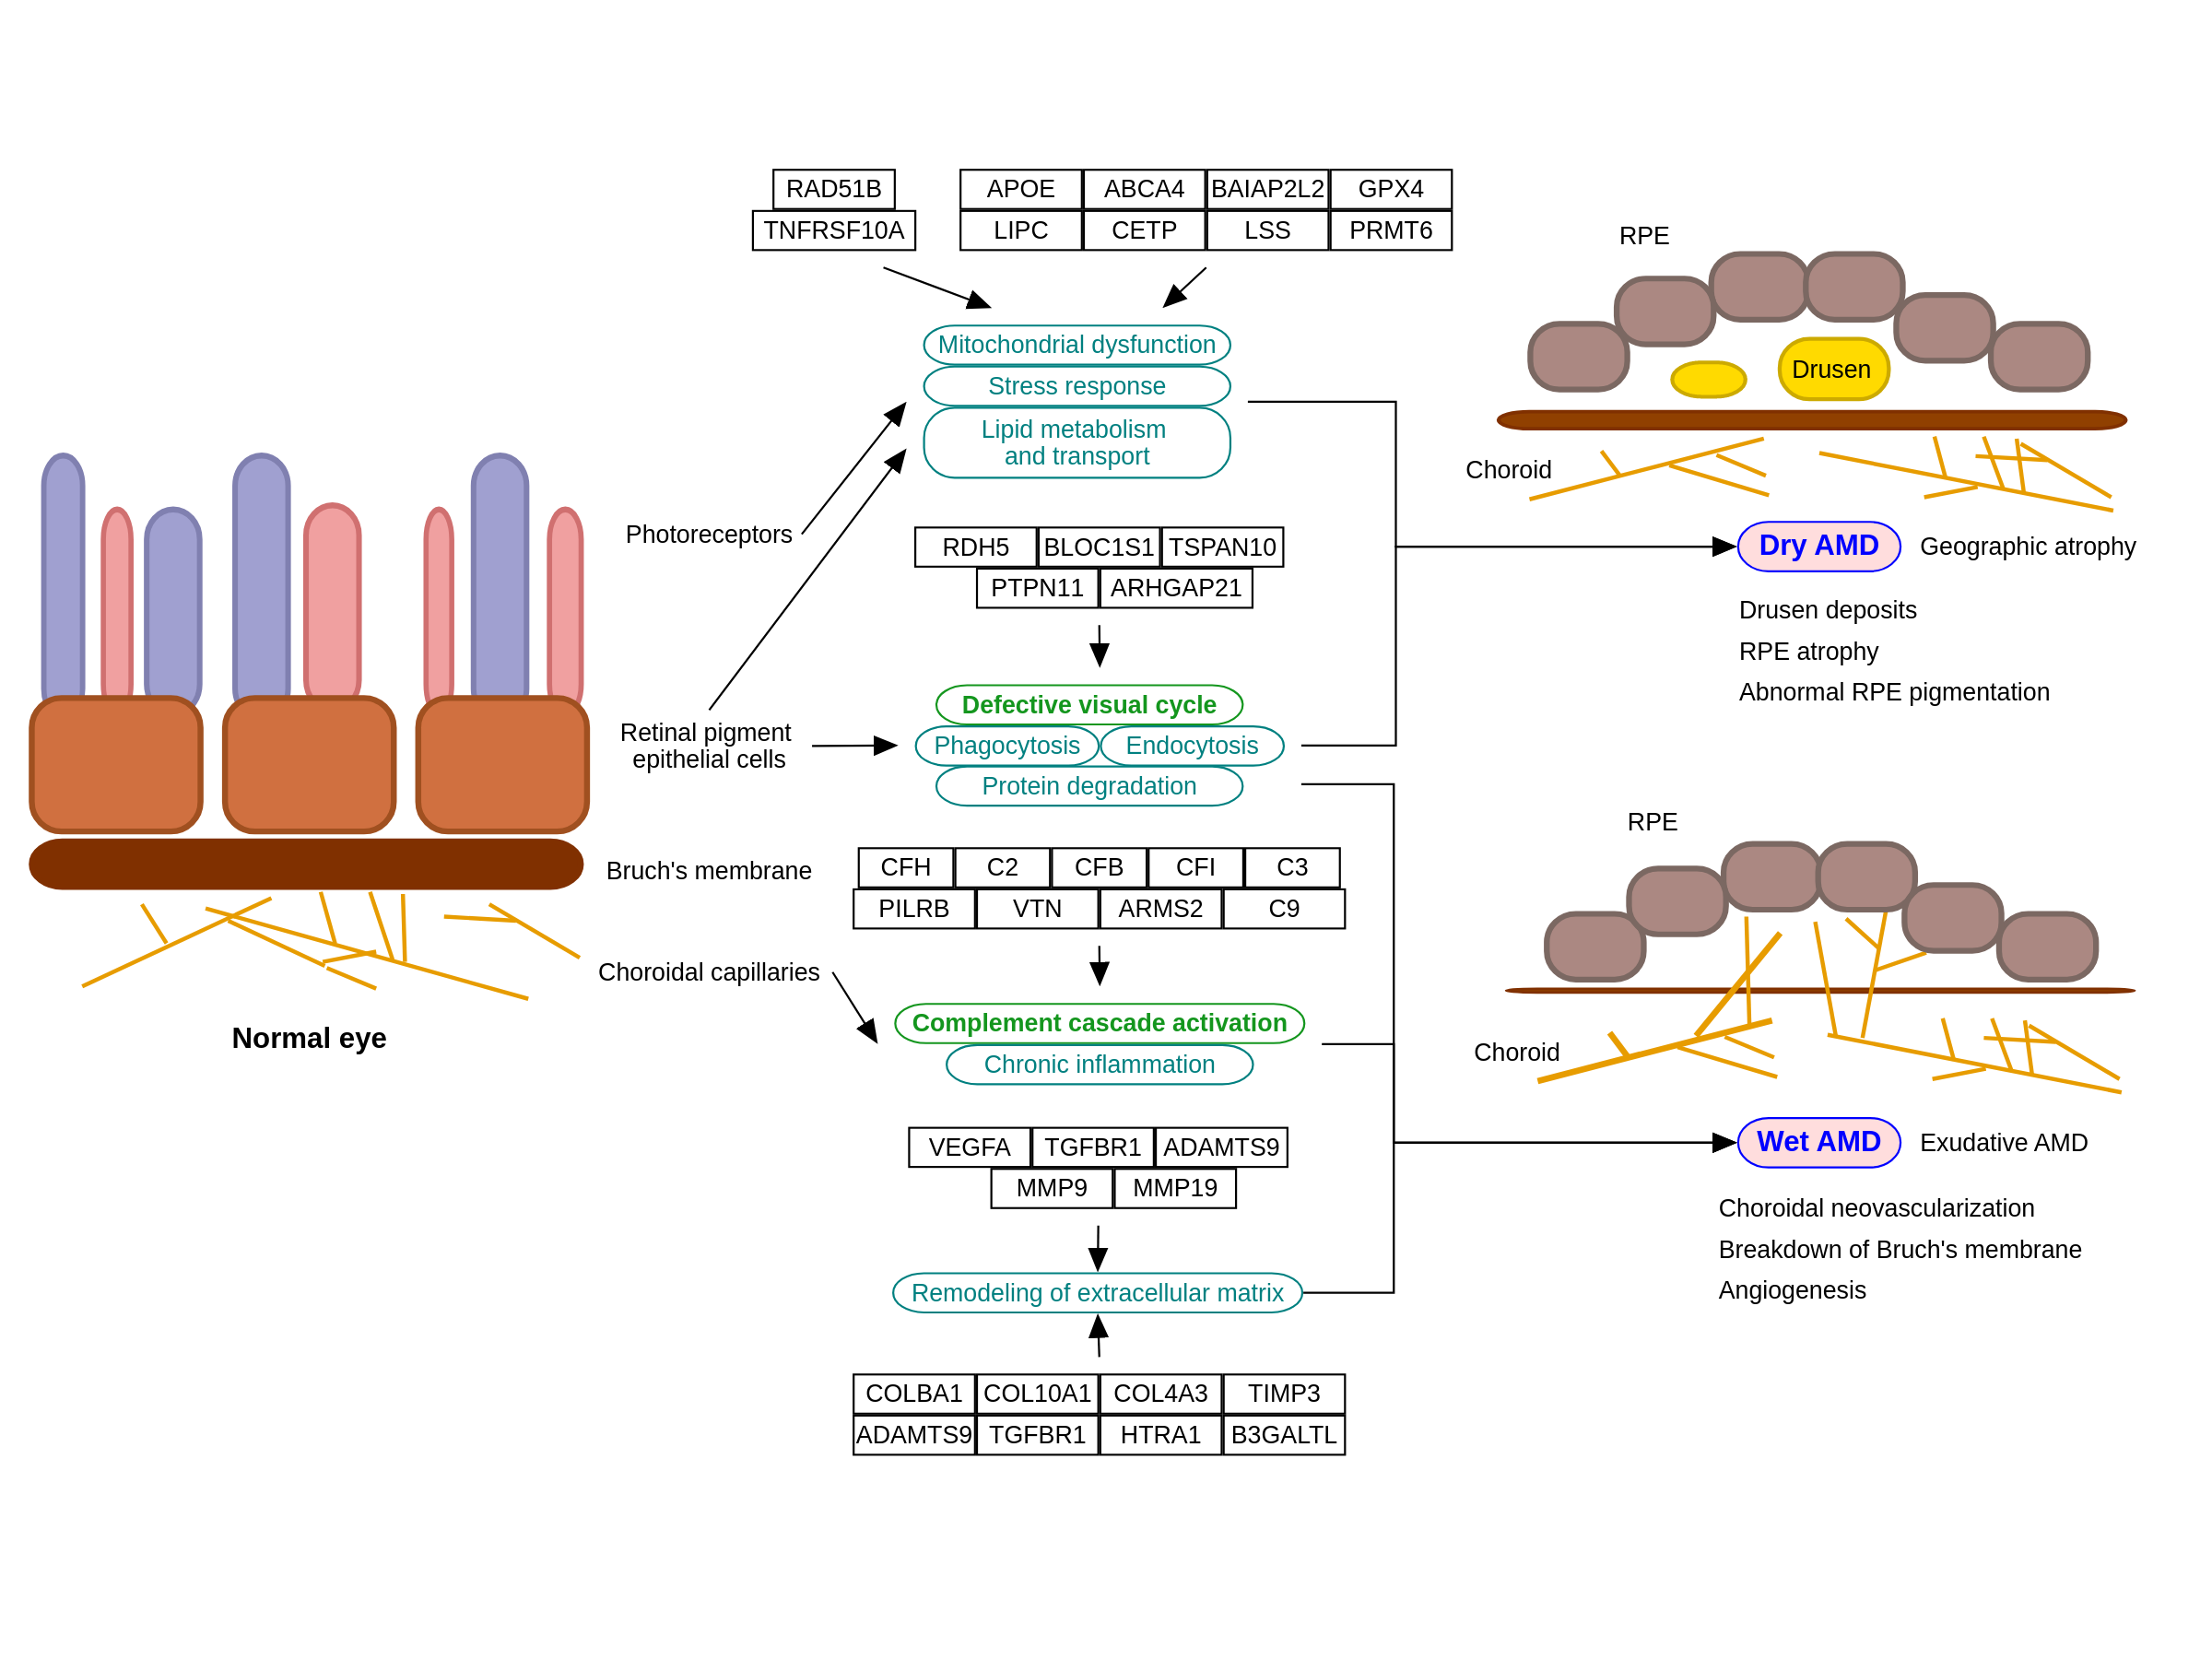 RAD51B
TNFRSF10A
APOE ABCA4 BAIAP2L2 GPX4
LIPC CETP LSS PRMT6
Mitochondrial dysfunction
Stress response
Lipid metabolism
and transport
Photoreceptors
RDH5 BLOC1S1 TSPAN10
PTPN11 ARHGAP21
Retinal pigment
epithelial cells
Defective visual cycle
Phagocytosis Endocytosis
Protein degradation
Bruch's membrane
CFH C2 CFB CFI C3
PILRB VTN ARMS2 C9
Choroidal capillaries
Complement cascade activation
Chronic inflammation
Normal eye
VEGFA TGFBR1 ADAMTS9
MMP9 MMP19
Remodeling of extracellular matrix
COLBA1 COL10A1 COL4A3 TIMP3
ADAMTS9 TGFBR1 HTRA1 B3GALTL
RPE
Drusen
Choroid
Dry AMD Geographic atrophy
Drusen deposits
RPE atrophy
Abnormal RPE pigmentation
RPE
Choroid
Wet AMD Exudative AMD
Choroidal neovascularization
Breakdown of Bruch's membrane
Angiogenesis